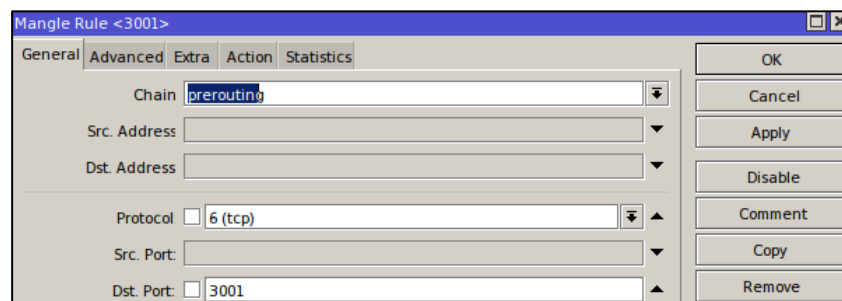 Mangle Rule <3001>
General Advanced Extra Action Statistics
OK
Chain prerouting
Cancel
Src. Address
Apply
Dst. Address
Disable
Protocol 6 (tcp)
Comment
Src. Port:
Copy
Dst. Port: 3001
Remove